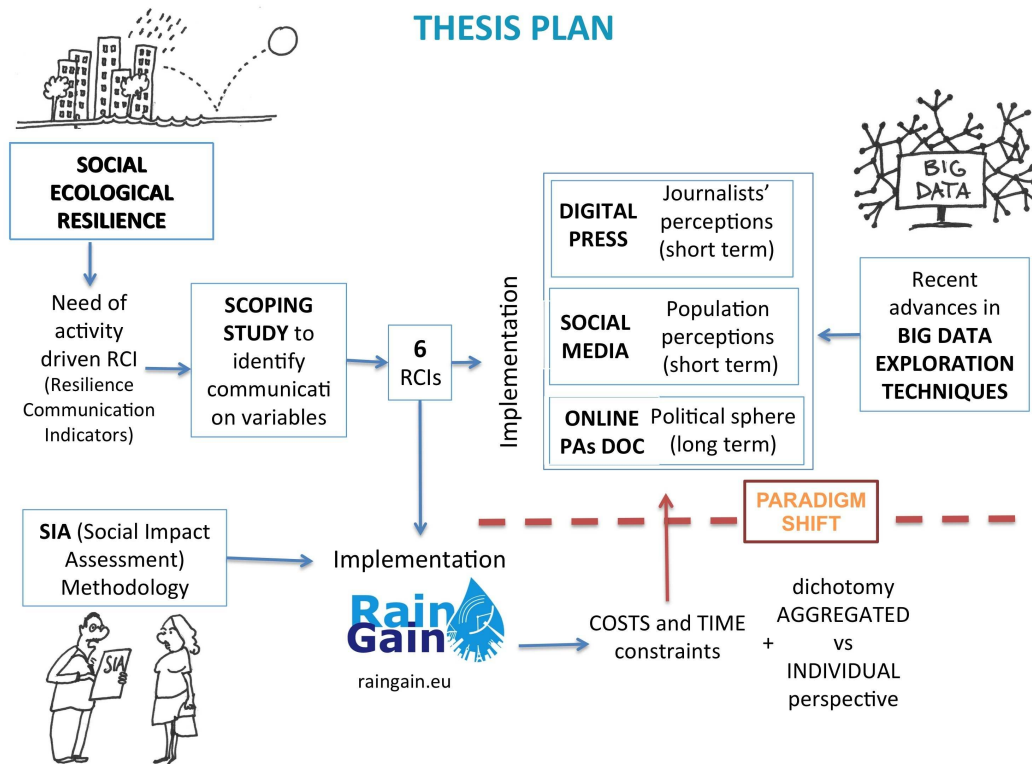 THESIS PLAN
SOCIAL
ECOLOGICAL
RESILIENCE
Need of
activity
driven RCI
(Resilience
Communication
Indicators)
SCOPING
STUDY to
identify
communicati
on variables
6
RCIs
Implementation
DIGITAL
PRESS
Journalists’
perceptions
(short term)
SOCIAL
MEDIA
Population
perceptions
(short term)
ONLINE
PAs DOC
Political sphere
(long term)
BIG
DATA
Recent
advances in
BIG DATA
EXPLORATION
TECHNIQUES
PARADIGM
SHIFT
SIA (Social Impact
Assessment)
Methodology
SIA
Implementation
Rain
Gain
raingain.eu
COSTS and TIME
constraints
+
dichotomy
AGGREGATED
vs
INDIVIDUAL
perspective